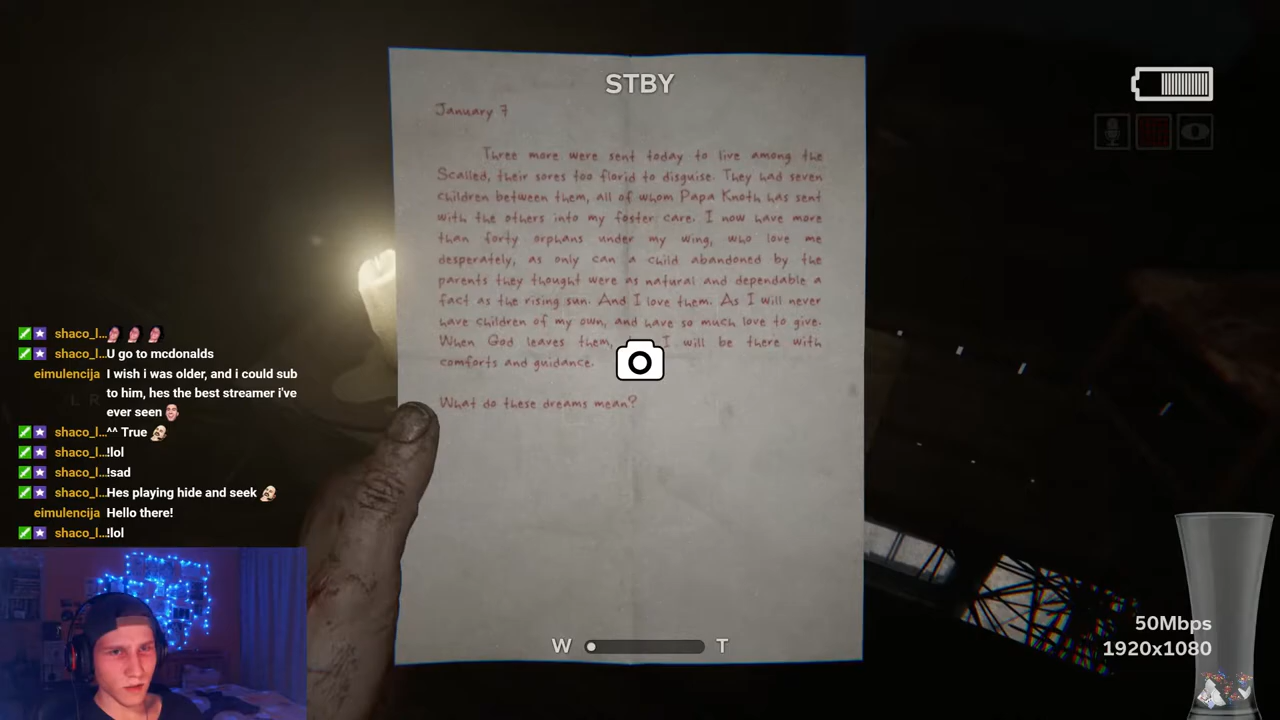 STBY
January 7
Three more were sent today to live among the
Scalled, their sores too florid to disguise. They had seven
children between them, all of whom Papa Knoth has sent
with the others into my foster care. I now have more
than forty orphans under my wing, who love me
desperately, as only can a child abandoned by the
parents they thought were as natural and dependable a
fact as the rising sun. And I love them. As I will never
have children of my own, and have so much love to give.
When God leaves them, I will be there with
comforts and guidance.
What do these dreams mean?
shaco_l...
shaco_l... U go to mcdonalds
eimulencija I wish i was older, and i could sub
to him, hes the best streamer i've
ever seen
shaco_l... ^^ True
shaco_l... !lol
shaco_l... !sad
shaco_l... Hes playing hide and seek
eimulencija Hello there!
shaco_l... !lol
W T
50Mbps
1920x1080